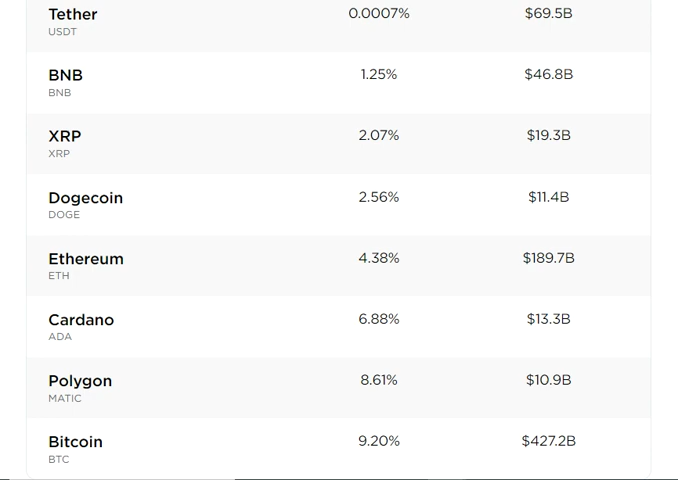 Tether 0.0007% $69.5B
USDT
BNB 1.25% $46.8B
BNB
XRP 2.07% $19.3B
XRP
Dogecoin 2.56% $11.4B
DOGE
Ethereum 4.38% $189.7B
ETH
Cardano 6.88% $13.3B
ADA
Polygon 8.61% $10.9B
MATIC
Bitcoin 9.20% $427.2B
BTC